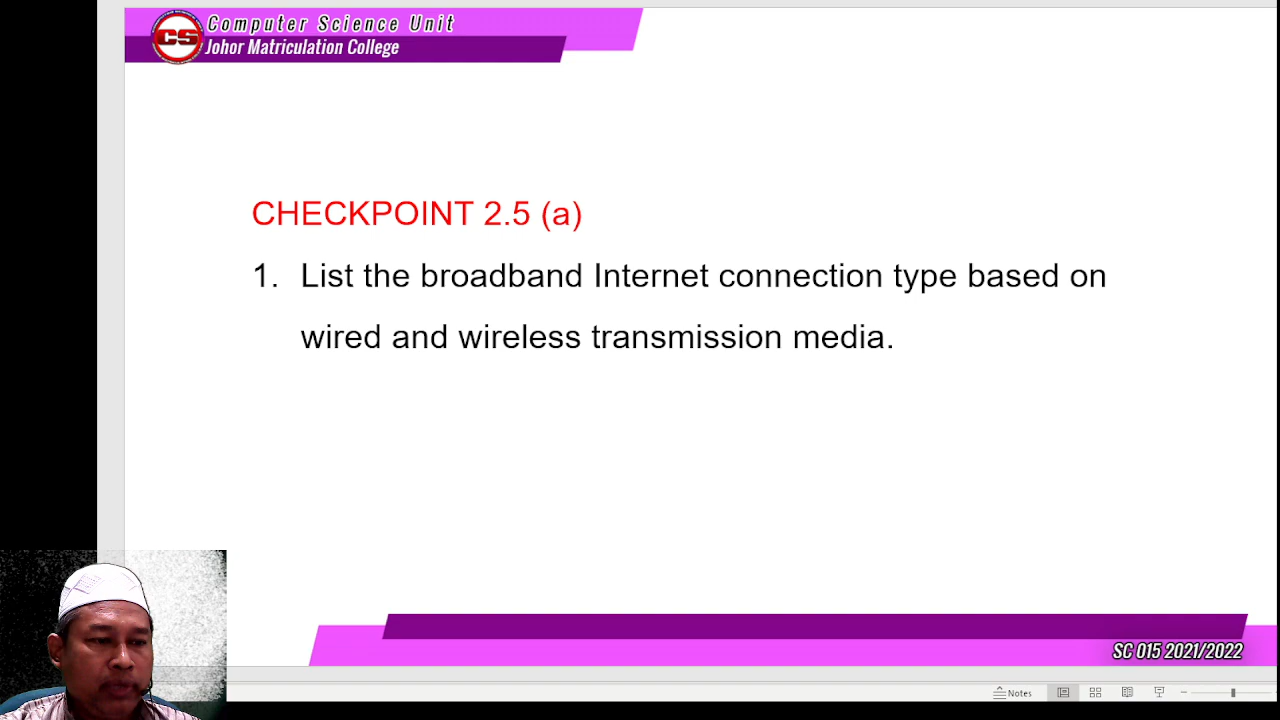 Computer Science Unit
CS
Johor Matriculation College
CHECKPOINT 2.5 (a)
1. List the broadband Internet connection type based on
wired and wireless transmission media.
SC 015 2021/2022
Notes